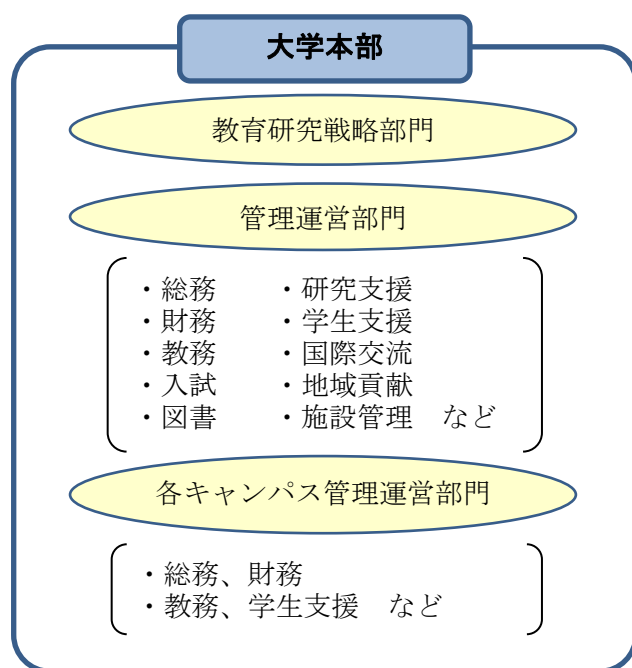 大学本部
教育研究戦略部門
管理運営部門
・総務　・研究支援
・財務　・学生支援
・教務　・国際交流
・入試　・地域貢献
・図書　・施設管理　など
各キャンパス管理運営部門
・総務、財務
・教務、学生支援　など